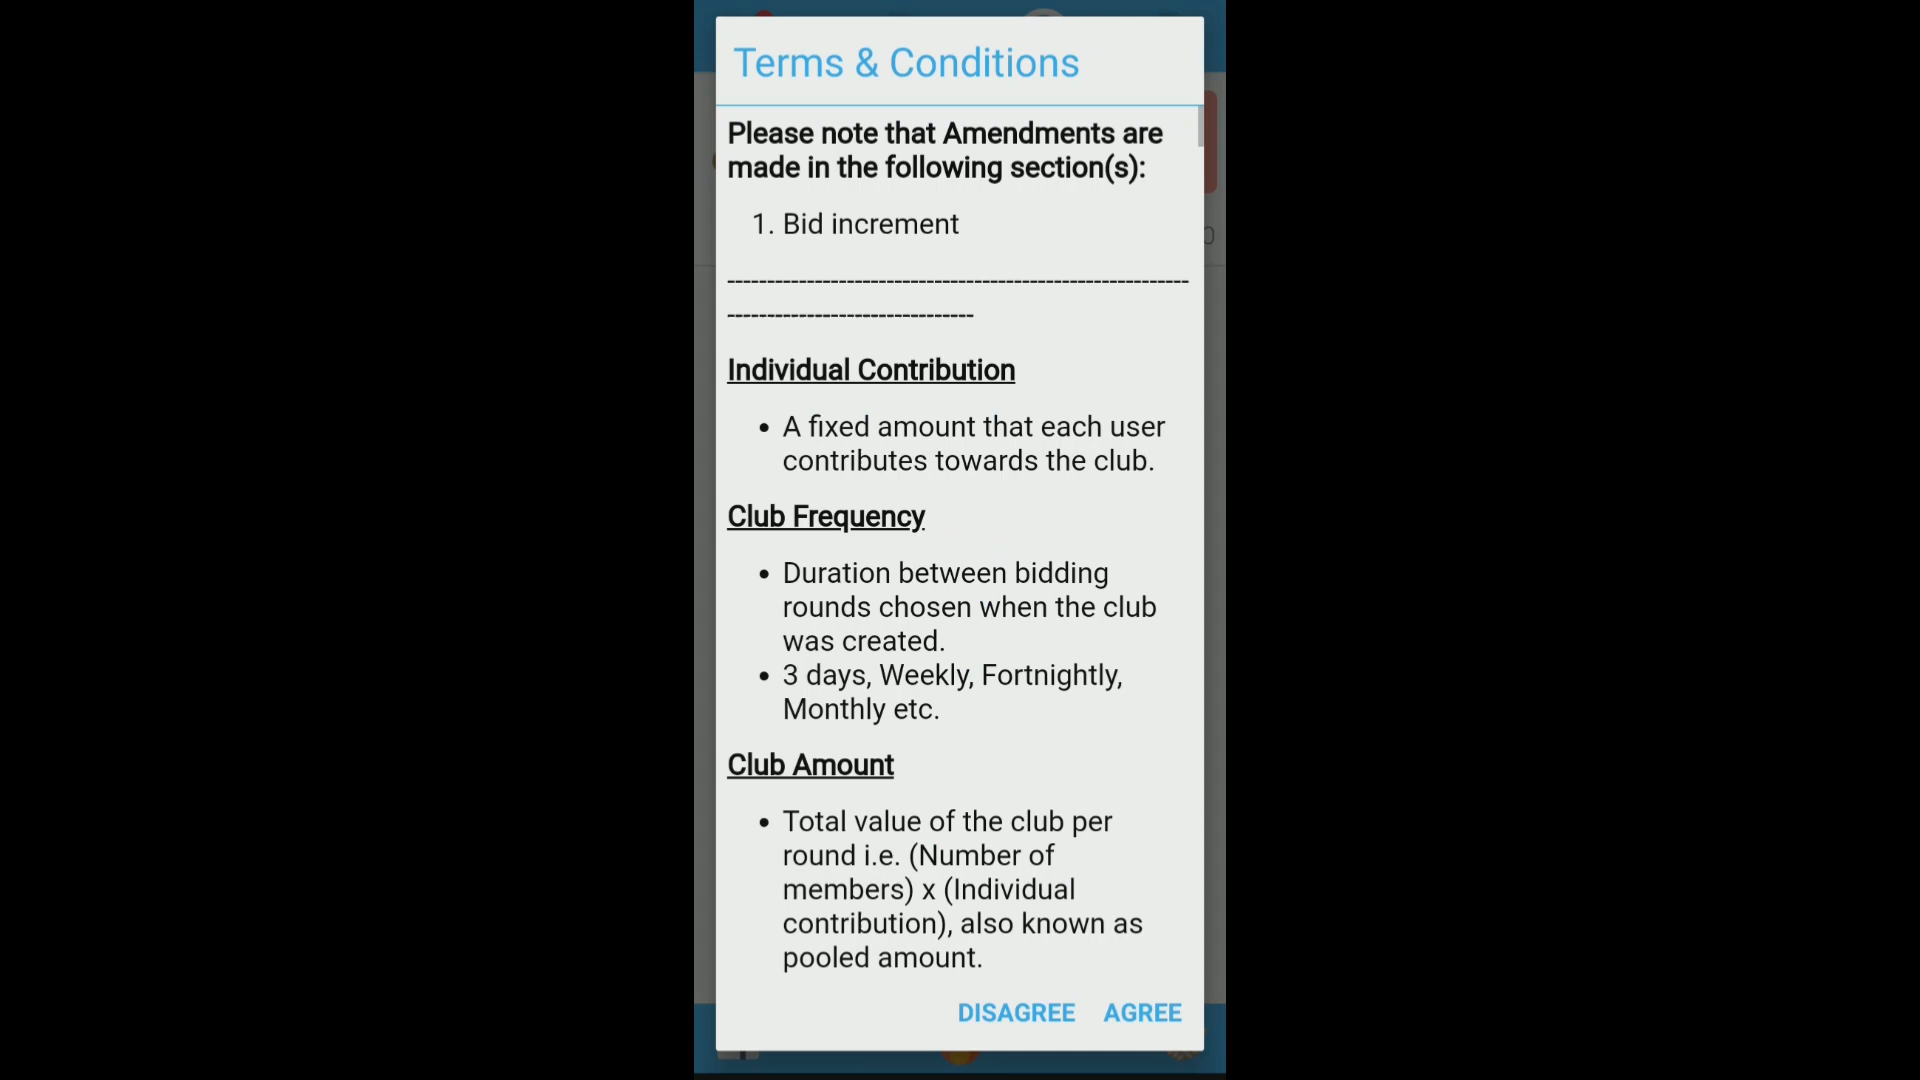 Terms & Conditions
Please note that Amendments are
made in the following section(s):
1. Bid increment
----------------------------------------------------------
-------------------------------
Individual Contribution
• A fixed amount that each user
contributes towards the club.
Club Frequency
• Duration between bidding
rounds chosen when the club
was created.
• 3 days, Weekly, Fortnightly,
Monthly etc.
Club Amount
• Total value of the club per
round i.e. (Number of
members) x (Individual
contribution), also known as
pooled amount.
DISAGREE AGREE